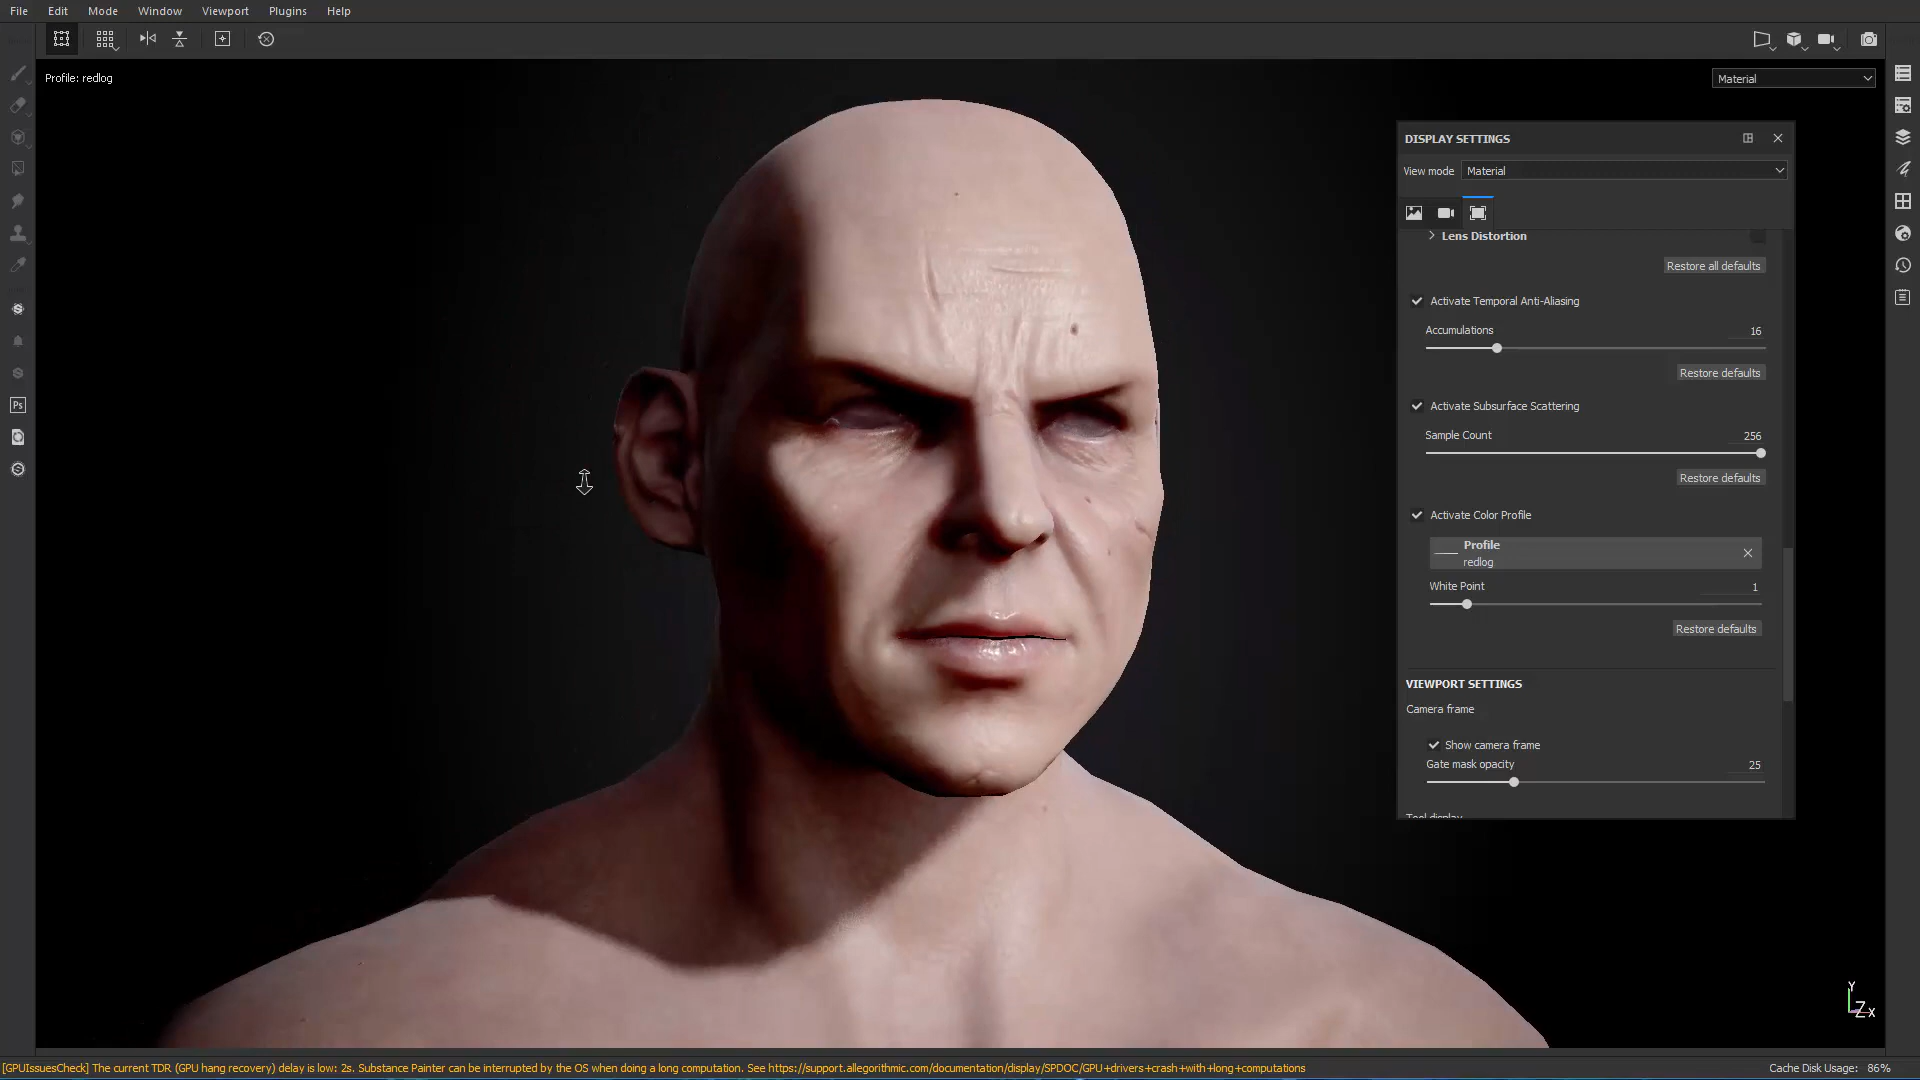 File Edit Mode Window Viewport Plugins Help
Profile: redlog
Material
DISPLAY SETTINGS
View mode Material
Lens Distortion
Restore all defaults
Activate Temporal Anti-Aliasing
Accumulations 16
Restore defaults
Activate Subsurface Scattering
Sample Count 256
Restore defaults
Activate Color Profile
Profile
redlog
White Point 1
Restore defaults
VIEWPORT SETTINGS
Camera frame
Show camera frame
Gate mask opacity 25
Tool display
Ps
Y
Z X
[GPUIssuesCheck] The current TDR (GPU hang recovery) delay is low: 2s. Substance Painter can be interrupted by the OS when doing a long computation. See https://support.allegorithmic.com/documentation/display/SPDOC/GPU+drivers+crash+with+long+computations
Cache Disk Usage: 86%